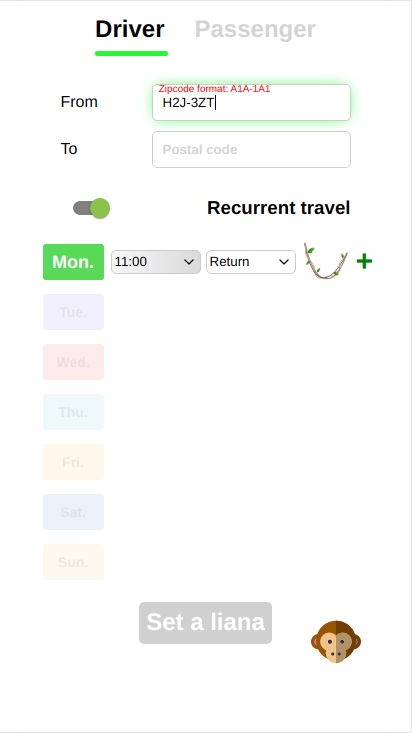 Driver Passenger
Zipcode format: A1A-1A1
From H2J-3ZT
To Postal code
Recurrent travel
Mon. 11:00 Return +
Tue.
Wed.
Thu.
Fri.
Sat.
Sun.
Set a liana